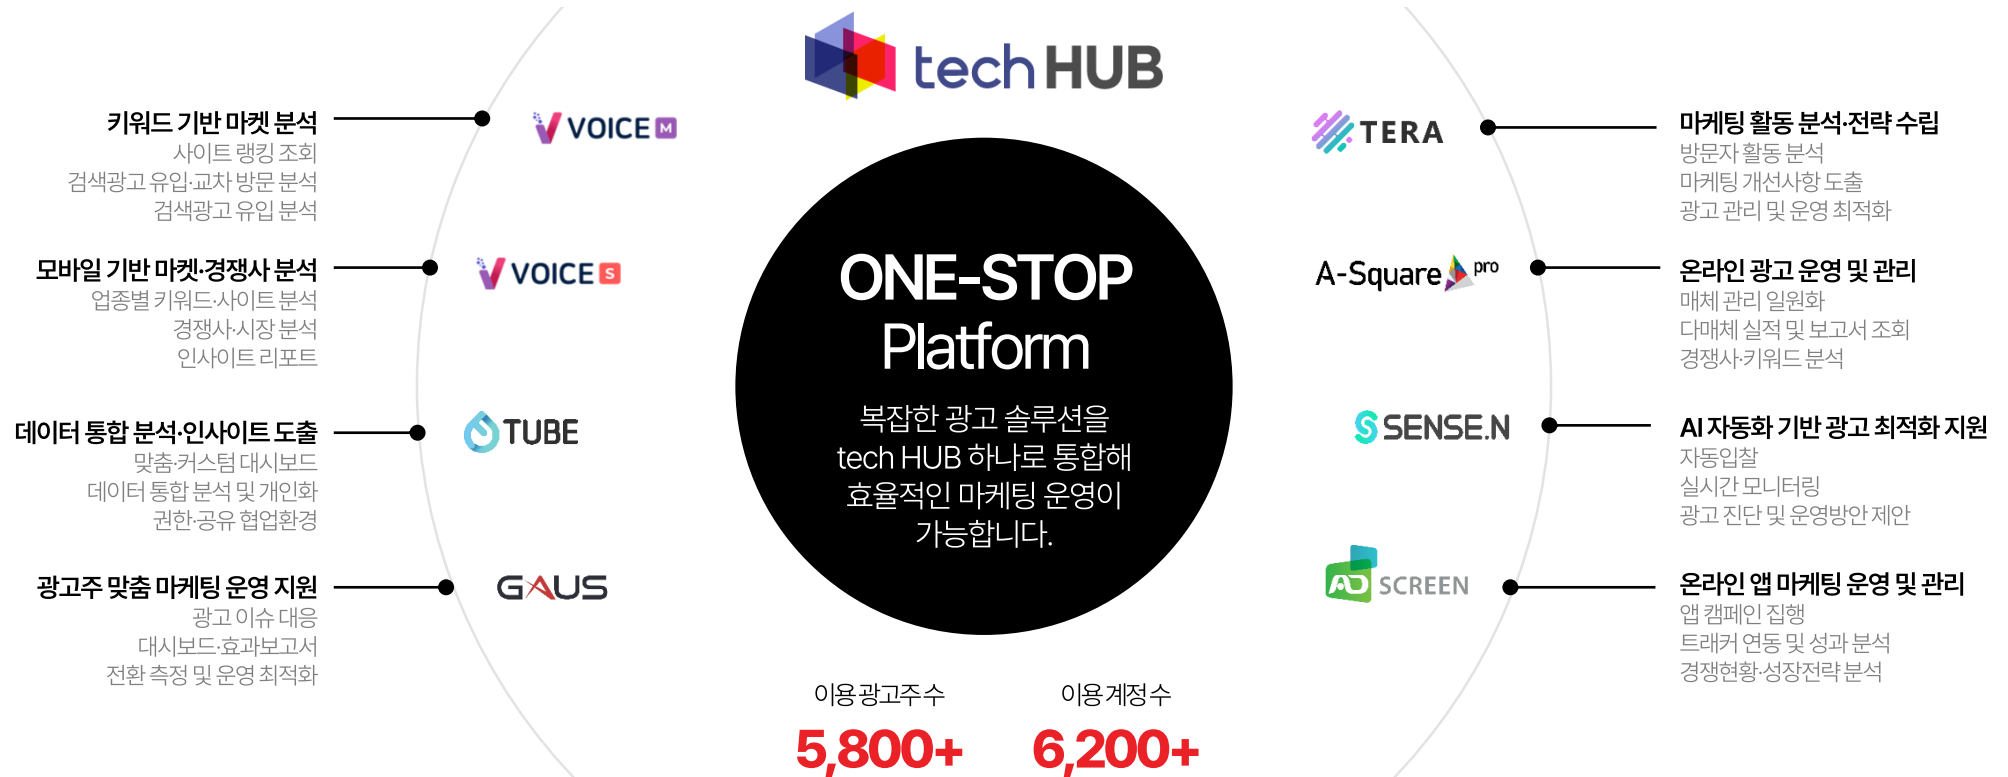 tech HUB
키워드 기반 마켓 분석
사이트 랭킹 조회
검색광고 유입·교차 방문 분석
검색광고 유입 분석
VOICE M
모바일 기반 마켓·경쟁사 분석
업종별 키워드·사이트 분석
경쟁사·시장 분석
인사이트 리포트
VOICE S
데이터 통합 분석·인사이트 도출
맞춤·커스텀 대시보드
데이터 통합 분석 및 개인화
권한·공유 협업환경
TUBE
광고주 맞춤 마케팅 운영 지원
광고 이슈 대응
대시보드·효과보고서
전환 측정 및 운영 최적화
GAUS
ONE-STOP
Platform
복잡한 광고 솔루션을
tech HUB 하나로 통합해
효율적인 마케팅 운영이
가능합니다.
이용 광고주 수
5,800+
이용 계정 수
6,200+
TERA
마케팅 활동 분석·전략 수립
방문자 활동 분석
마케팅 개선사항 도출
광고 관리 및 운영 최적화
A-Square pro
온라인 광고 운영 및 관리
매체 관리 일원화
다매체 실적 및 보고서 조회
경쟁사·키워드 분석
SENSE.N
AI 자동화 기반 광고 최적화 지원
자동입찰
실시간 모니터링
광고 진단 및 운영방안 제안
AD SCREEN
온라인 앱 마케팅 운영 및 관리
앱 캠페인 집행
트래커 연동 및 성과 분석
경쟁현황·성장전략 분석